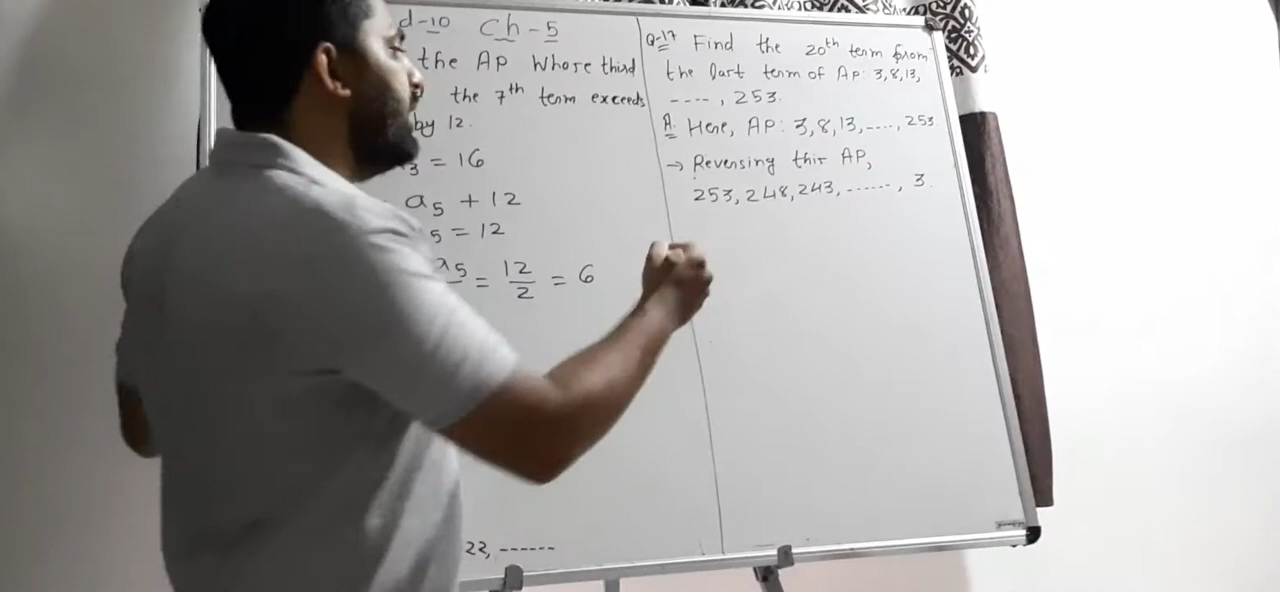 d-10 Ch-5
the AP Whose third
the 7th term exceeds
by 12.
3 = 16
a5 + 12
5 = 12
a5 = 12/2 = 6
22, ------
Q-17 Find the 20th term from
the last term of AP: 3,8,13,
----, 253.
A. Here, AP: 3,8,13,----, 253
→ Reversing this AP,
253, 248, 243, ------, 3.